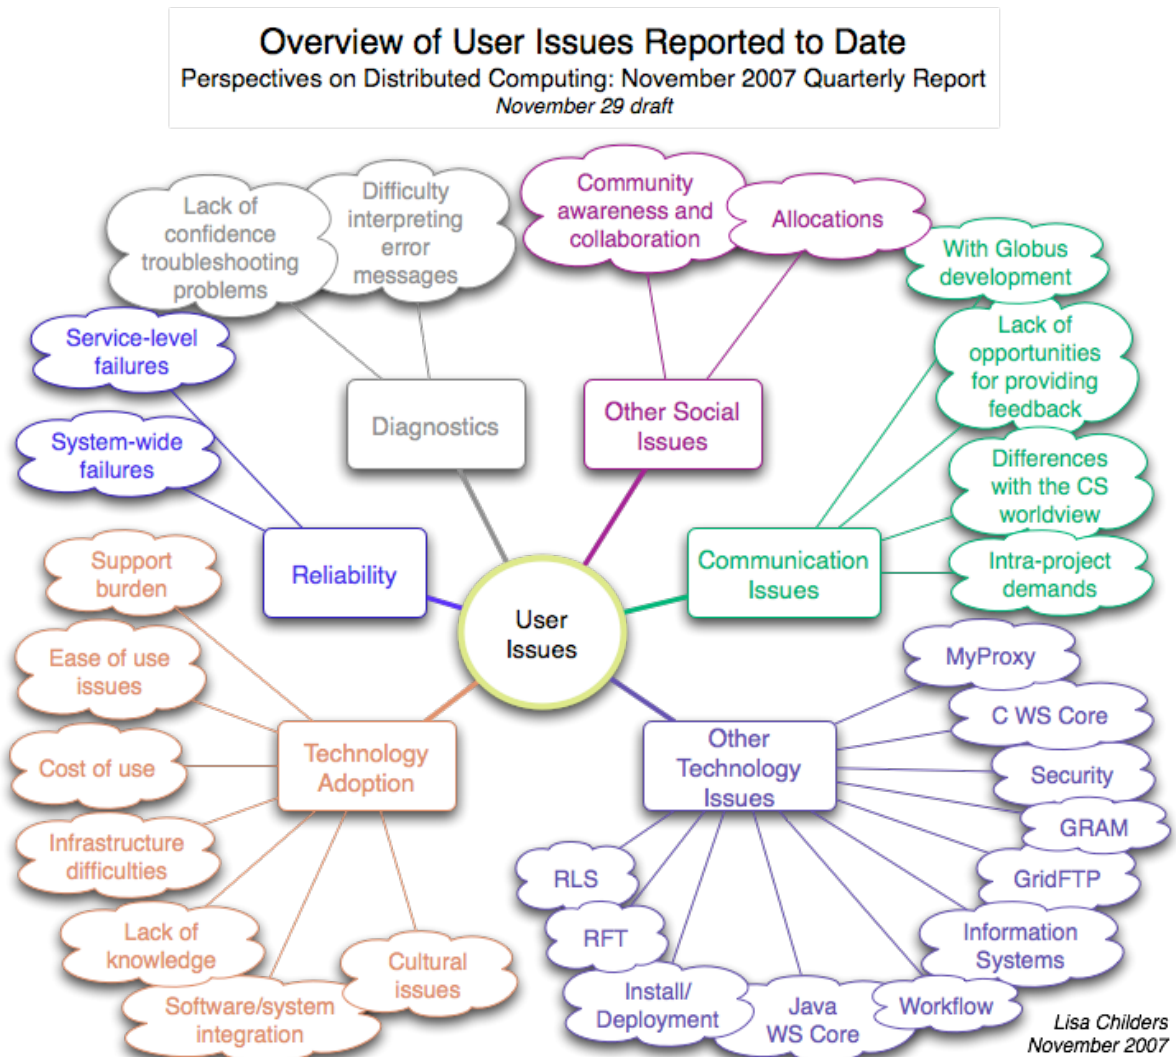 Overview of User Issues Reported to Date
Perspectives on Distributed Computing: November 2007 Quarterly Report
November 29 draft
Lack of
confidence
troubleshooting
problems
Difficulty
interpreting
error
messages
Community
awareness and
collaboration
Allocations
With Globus
development
Lack of
opportunities
for providing
feedback
Differences
with the CS
worldview
Intra-project
demands
Service-level
failures
System-wide
failures
Diagnostics
Other Social
Issues
Reliability
Communication
Issues
User
Issues
Support
burden
Ease of use
issues
Cost of use
Infrastructure
difficulties
Lack of
knowledge
Software/system
integration
Cultural
issues
Technology
Adoption
Other
Technology
Issues
MyProxy
C WS Core
Security
GRAM
GridFTP
Information
Systems
Workflow
Java
WS Core
Install/
Deployment
RFT
RLS
Lisa Childers
November 2007